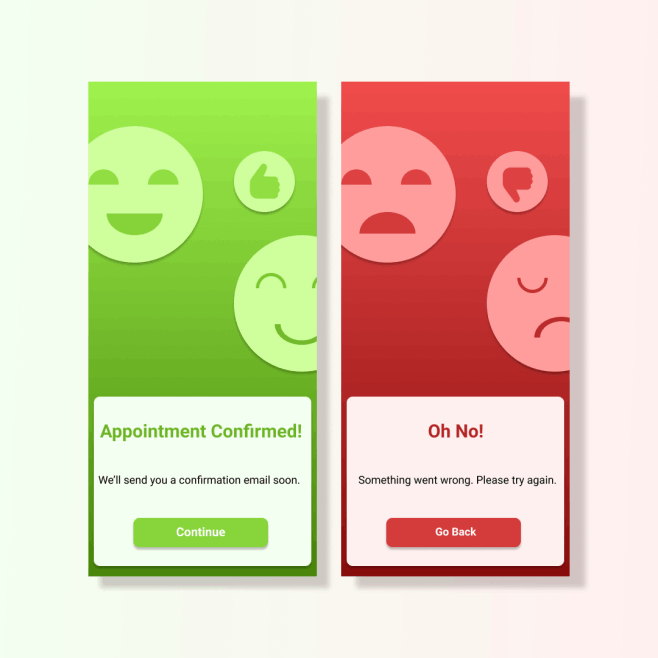 Appointment Confirmed!
We'll send you a confirmation email soon.
Continue
Oh No!
Something went wrong. Please try again.
Go Back